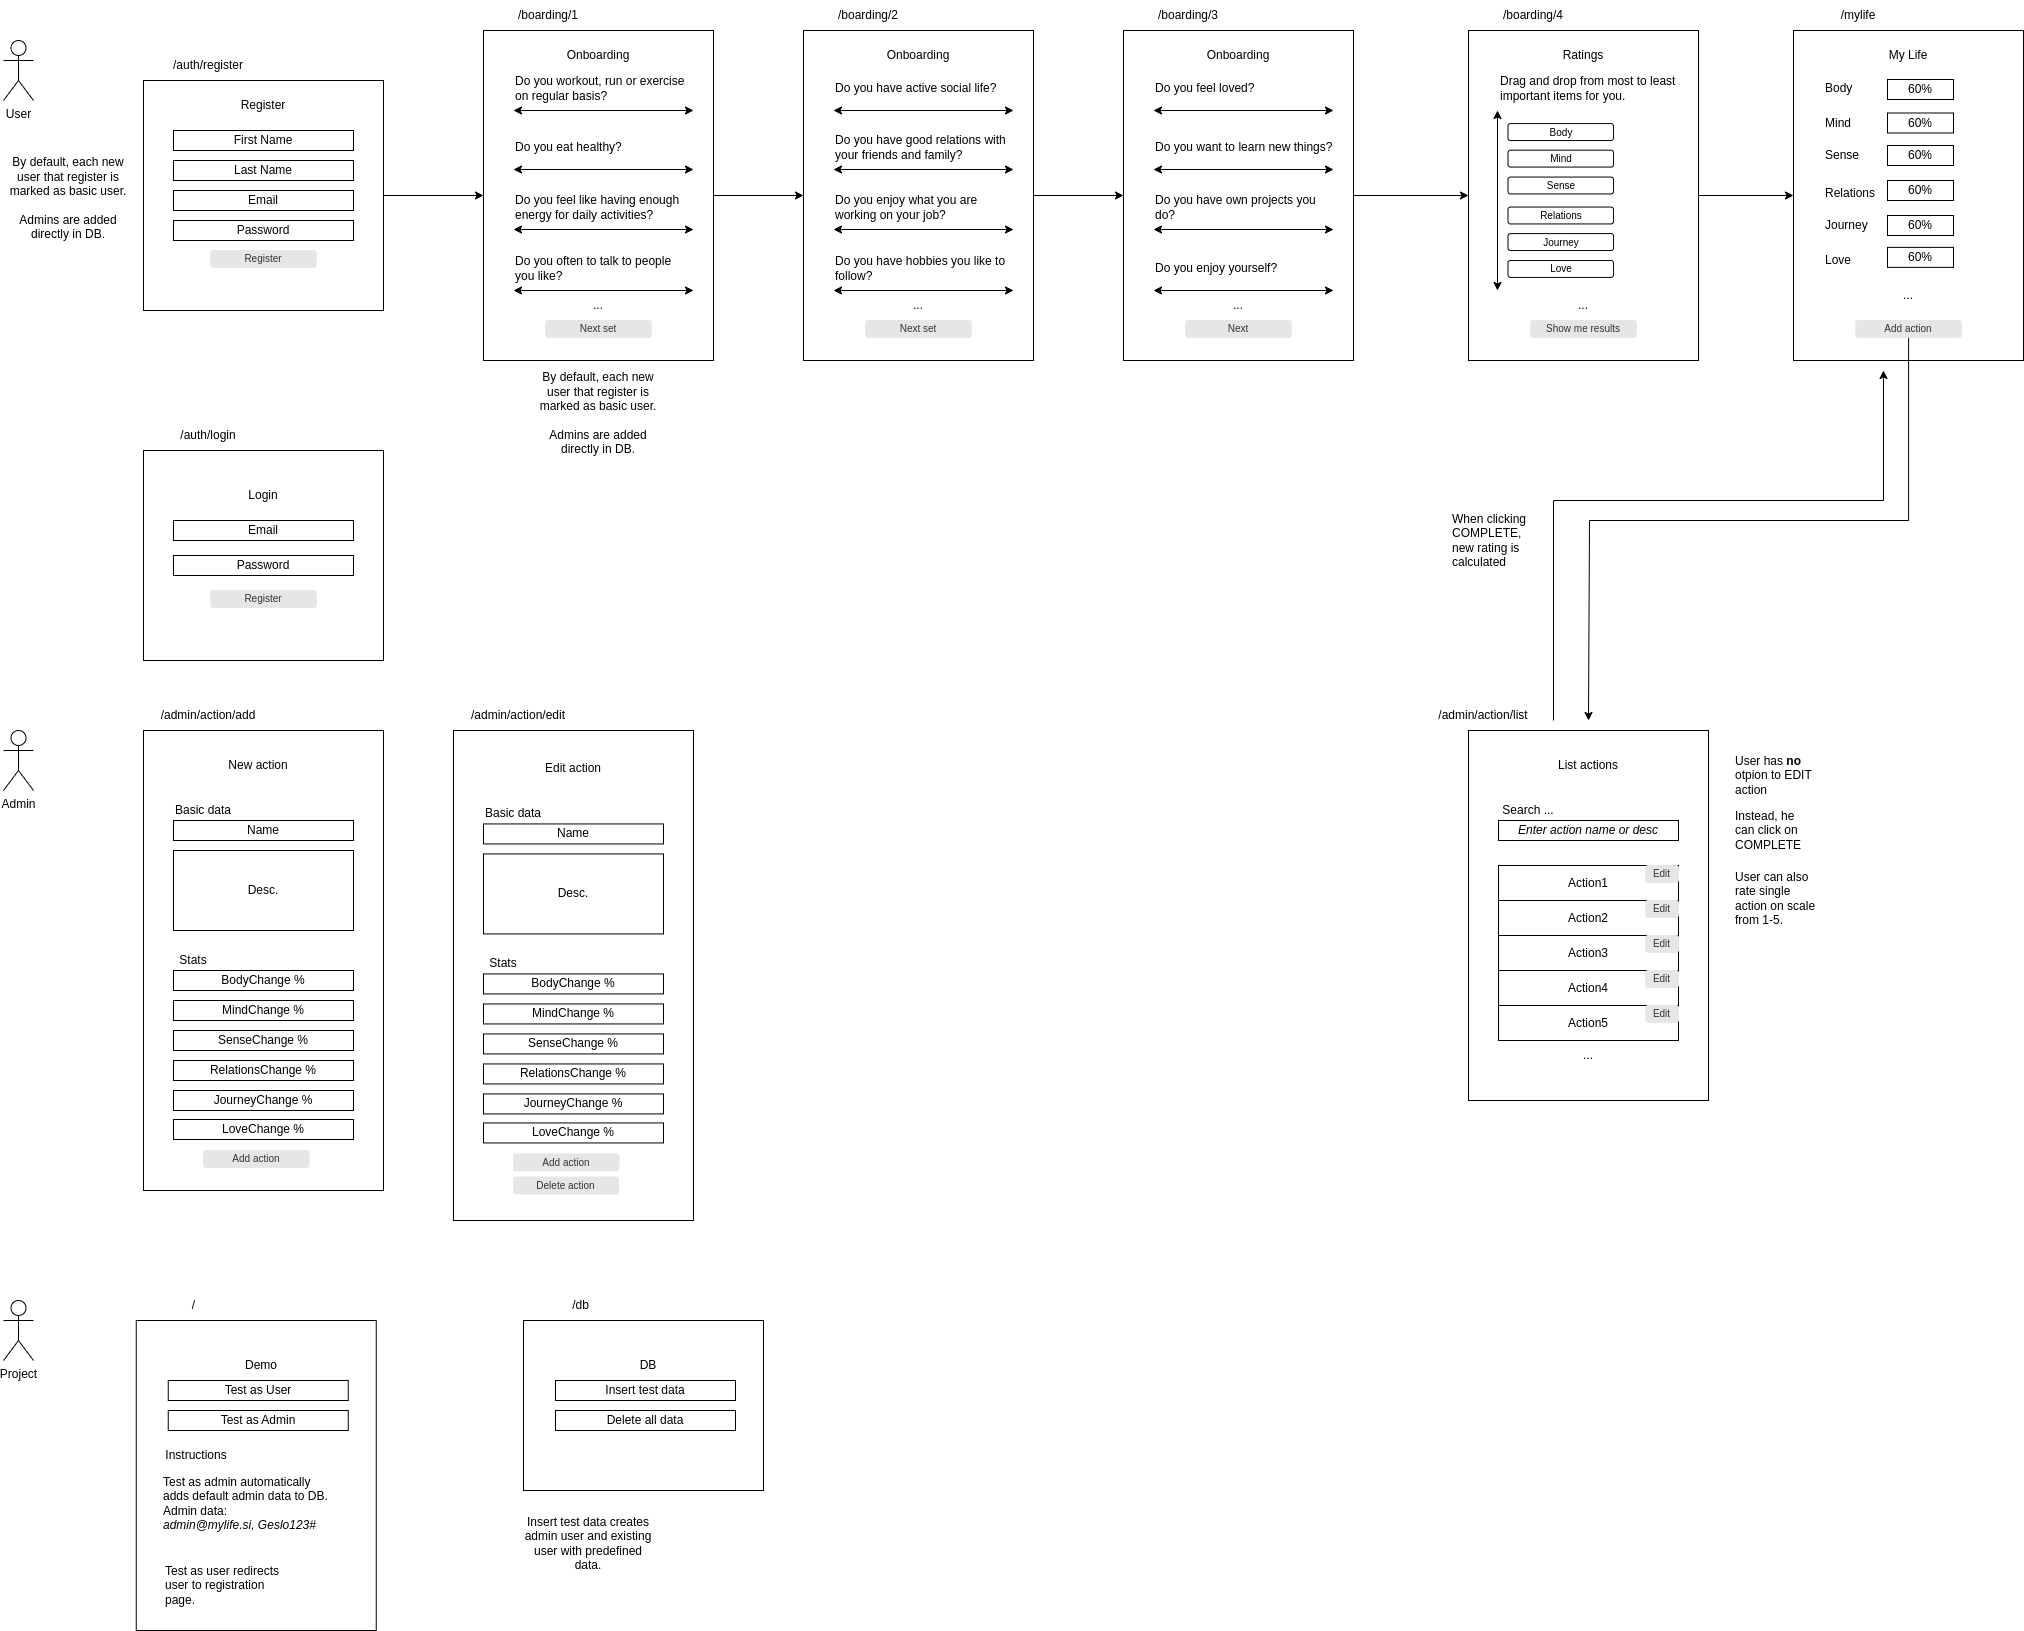 User
By default, each new
user that register is
marked as basic user.
Admins are added
directly in DB.
/auth/register
Register
First Name
Last Name
Email
Password
Register
/boarding/1
Onboarding
Do you workout, run or exercise
on regular basis?
Do you eat healthy?
Do you feel like having enough
energy for daily activities?
Do you often to talk to people
you like?
...
Next set
By default, each new
user that register is
marked as basic user.
Admins are added
directly in DB.
/boarding/2
Onboarding
Do you have active social life?
Do you have good relations with
your friends and family?
Do you enjoy what you are
working on your job?
Do you have hobbies you like to
follow?
...
Next set
/boarding/3
Onboarding
Do you feel loved?
Do you want to learn new things?
Do you have own projects you
do?
Do you enjoy yourself?
...
Next
/boarding/4
Ratings
Drag and drop from most to least
important items for you.
Body
Mind
Sense
Relations
Journey
Love
...
Show me results
/mylife
My Life
Body 60%
Mind 60%
Sense 60%
Relations 60%
Journey 60%
Love 60%
...
Add action
/auth/login
Login
Email
Password
Register
When clicking
COMPLETE,
new rating is
calculated
Admin
/admin/action/add
New action
Basic data
Name
Desc.
Stats
BodyChange %
MindChange %
SenseChange %
RelationsChange %
JourneyChange %
LoveChange %
Add action
/admin/action/edit
Edit action
Basic data
Name
Desc.
Stats
BodyChange %
MindChange %
SenseChange %
RelationsChange %
JourneyChange %
LoveChange %
Add action
Delete action
/admin/action/list
List actions
Search ...
Enter action name or desc
Action1 Edit
Action2 Edit
Action3 Edit
Action4 Edit
Action5 Edit
...
User has no
otpion to EDIT
action
Instead, he
can click on
COMPLETE
User can also
rate single
action on scale
from 1-5.
Project
/
Demo
Test as User
Test as Admin
Instructions
Test as admin automatically
adds default admin data to DB.
Admin data:
admin@mylife.si, Geslo123#
Test as user redirects
user to registration
page.
/db
DB
Insert test data
Delete all data
Insert test data creates
admin user and existing
user with predefined
data.